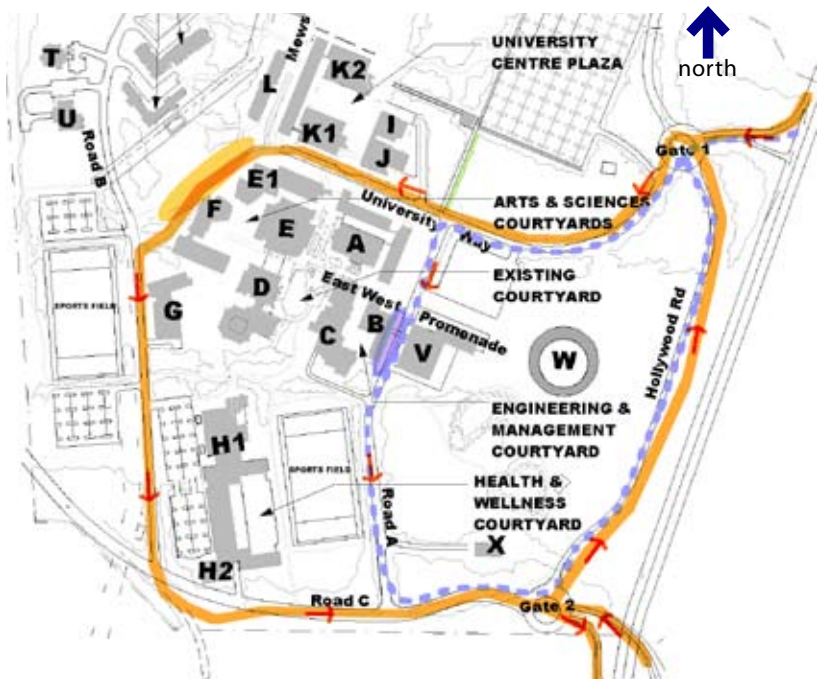 north
UNIVERSITY
CENTRE PLAZA
Mews
T
K2
L
U
I
Road B
K1
J
Gate 1
E1
University
Way
ARTS & SCIENCES
COURTYARDS
F
E
A
EXISTING
COURTYARD
D
East West
Promenade
SPORTS FIELD
G
B
C
V
W
Hollywood Rd
ENGINEERING &
MANAGEMENT
COURTYARD
H1
SPORTS FIELD
HEALTH &
WELLNESS
COURTYARD
Road A
X
H2
Road C
Gate 2